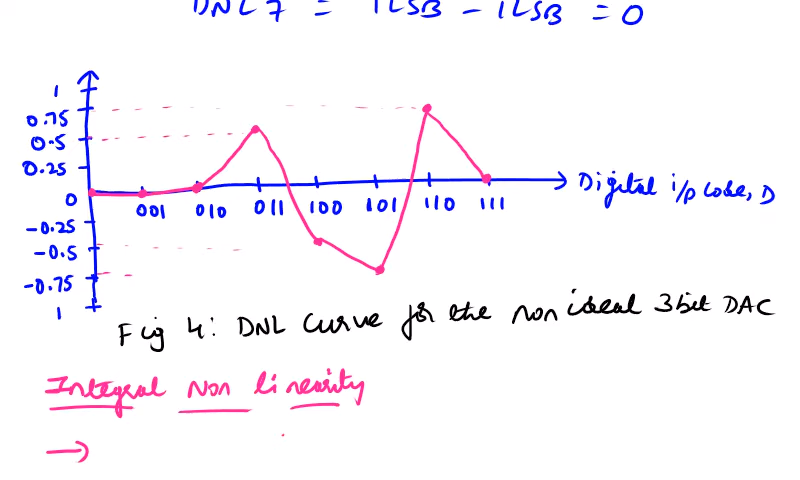 DNL 7 = 1LSB - 1LSB = 0
1
0.75
0.5
0.25
0
-0.25
-0.5
-0.75
1
001 010 011 100 101 110 111
Digital i/p code, D
Fig 4: DNL Curve for the non ideal 3 bit DAC
Integral Non linearity
→